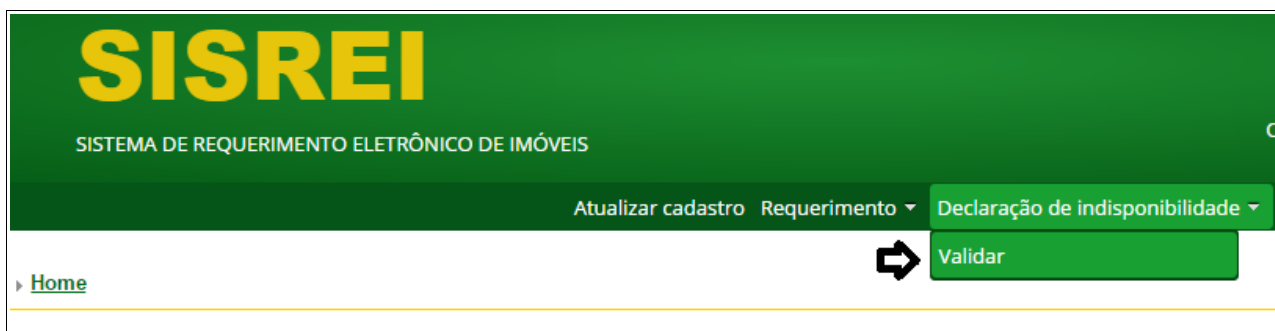 SISREI
SISTEMA DE REQUERIMENTO ELETRÔNICO DE IMÓVEIS
Atualizar cadastro Requerimento Declaração de indisponibilidade
Validar
Home